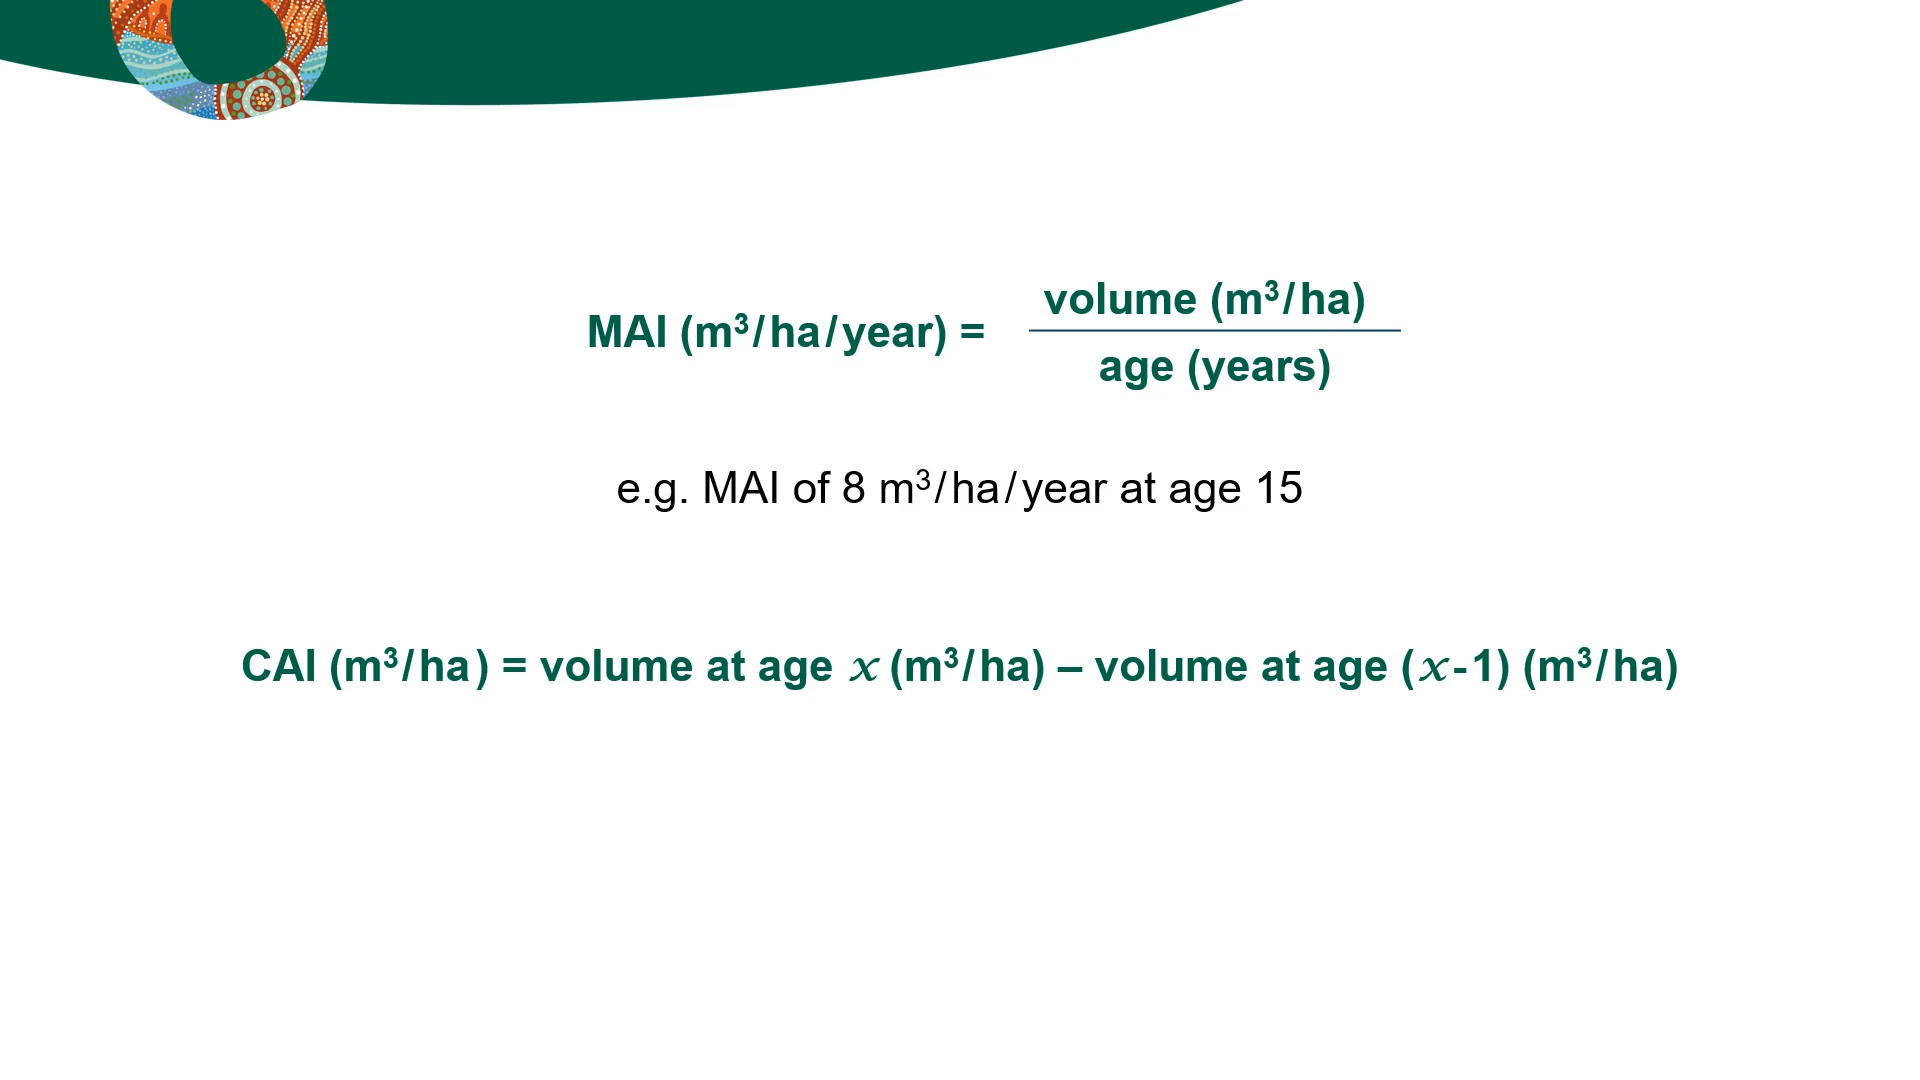 MAI (m³/ha/year) = volume (m³/ha)
age (years)
e.g. MAI of 8 m³/ha/year at age 15
CAI (m³/ha) = volume at age 𝑥 (m³/ha) – volume at age (𝑥-1) (m³/ha)